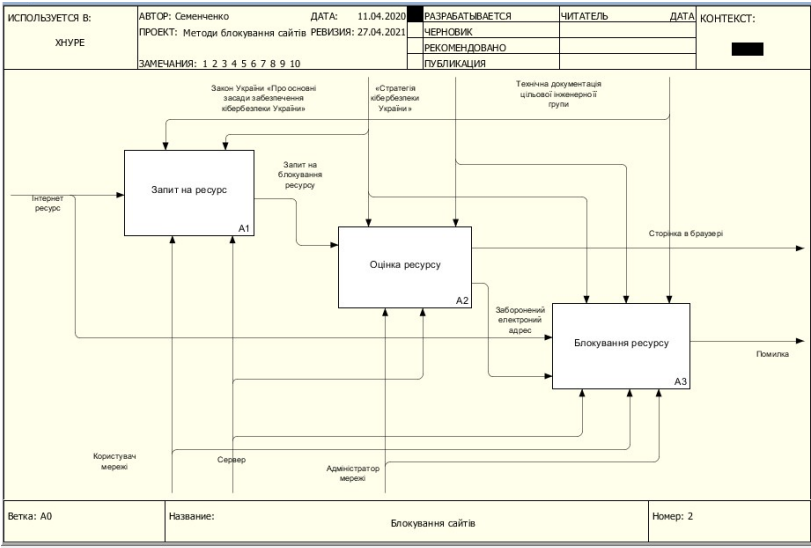 ИСПОЛЬЗУЕТСЯ В:
ХНУРЕ
АВТОР: Семенченко
ДАТА: 11.04.2020
ПРОЕКТ: Методи блокування сайтів
РЕВИЗИЯ: 27.04.2021
ЗАМЕЧАНИЯ: 1 2 3 4 5 6 7 8 9 10
РАЗРАБАТЫВАЕТСЯ
ЧЕРНОВИК
РЕКОМЕНДОВАНО
ПУБЛИКАЦИЯ
ЧИТАТЕЛЬ
ДАТА
КОНТЕКСТ:
Закон України «Про основні
засади забезпечення
кібербезпеки України»
«Стратегія
кібербезпеки
України»
Технічна документація
цільової інженерної
групи
Інтернет
ресурс
Запит на ресурс
A1
Запит на
блокування
ресурсу
Оцінка ресурсу
A2
Сторінка в браузері
Заборонений
електроний
адрес
Блокування ресурсу
A3
Помилка
Користувач
мережі
Сервер
Адміністратор
мережі
Ветка: A0
Название:
Блокування сайтів
Номер: 2